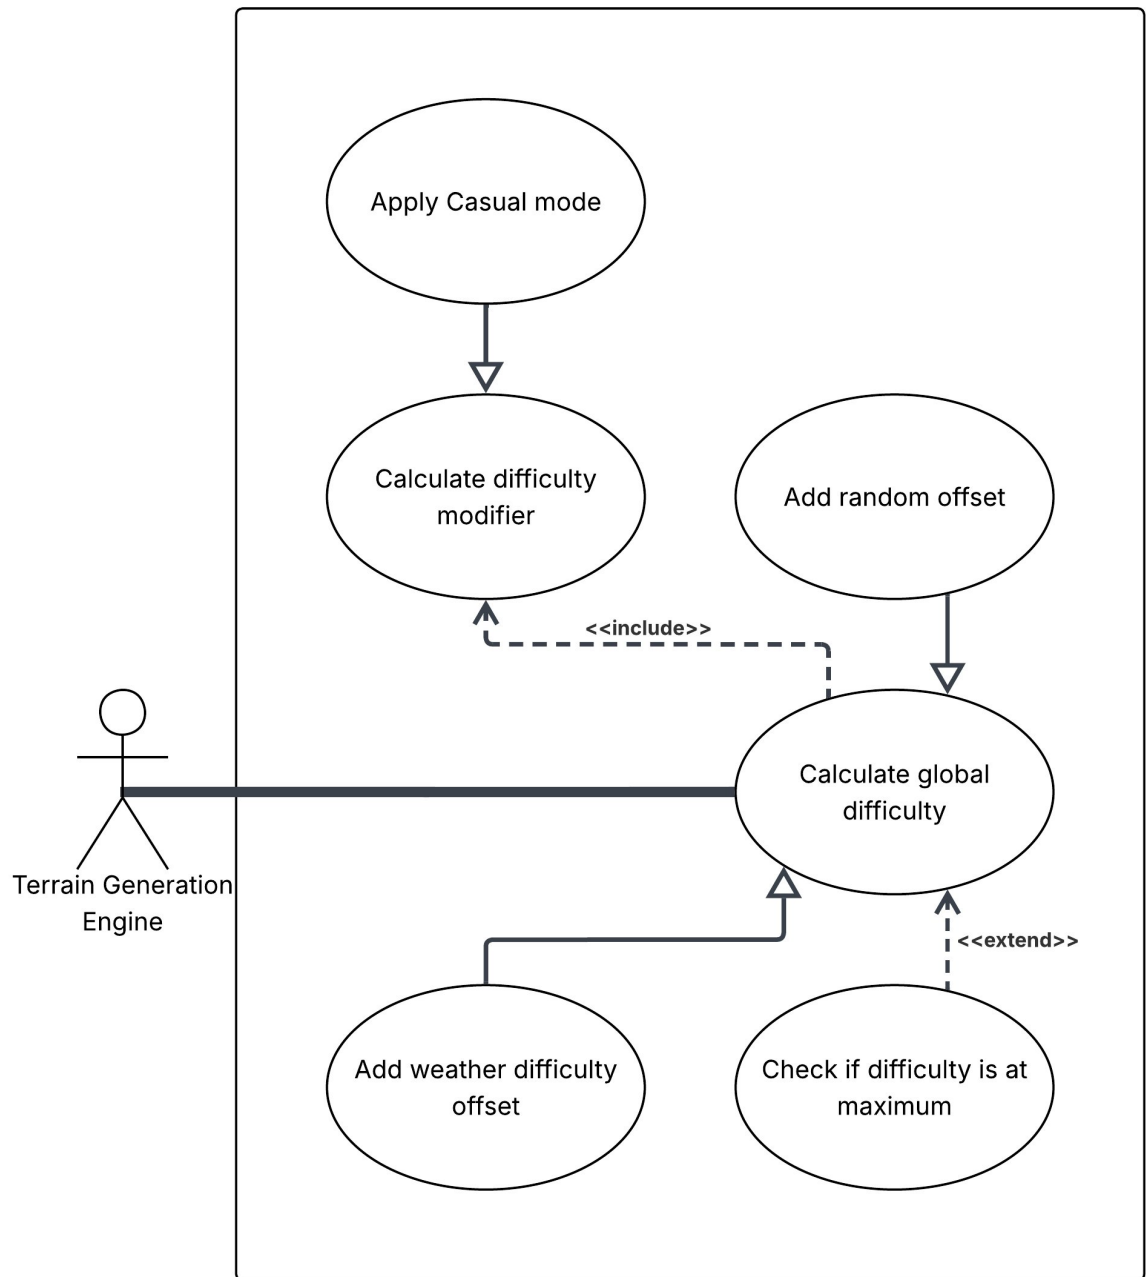 Apply Casual mode
Calculate difficulty
modifier
Add random offset
<<include>>
Calculate global
difficulty
Terrain Generation
Engine
<<extend>>
Add weather difficulty
offset
Check if difficulty is at
maximum